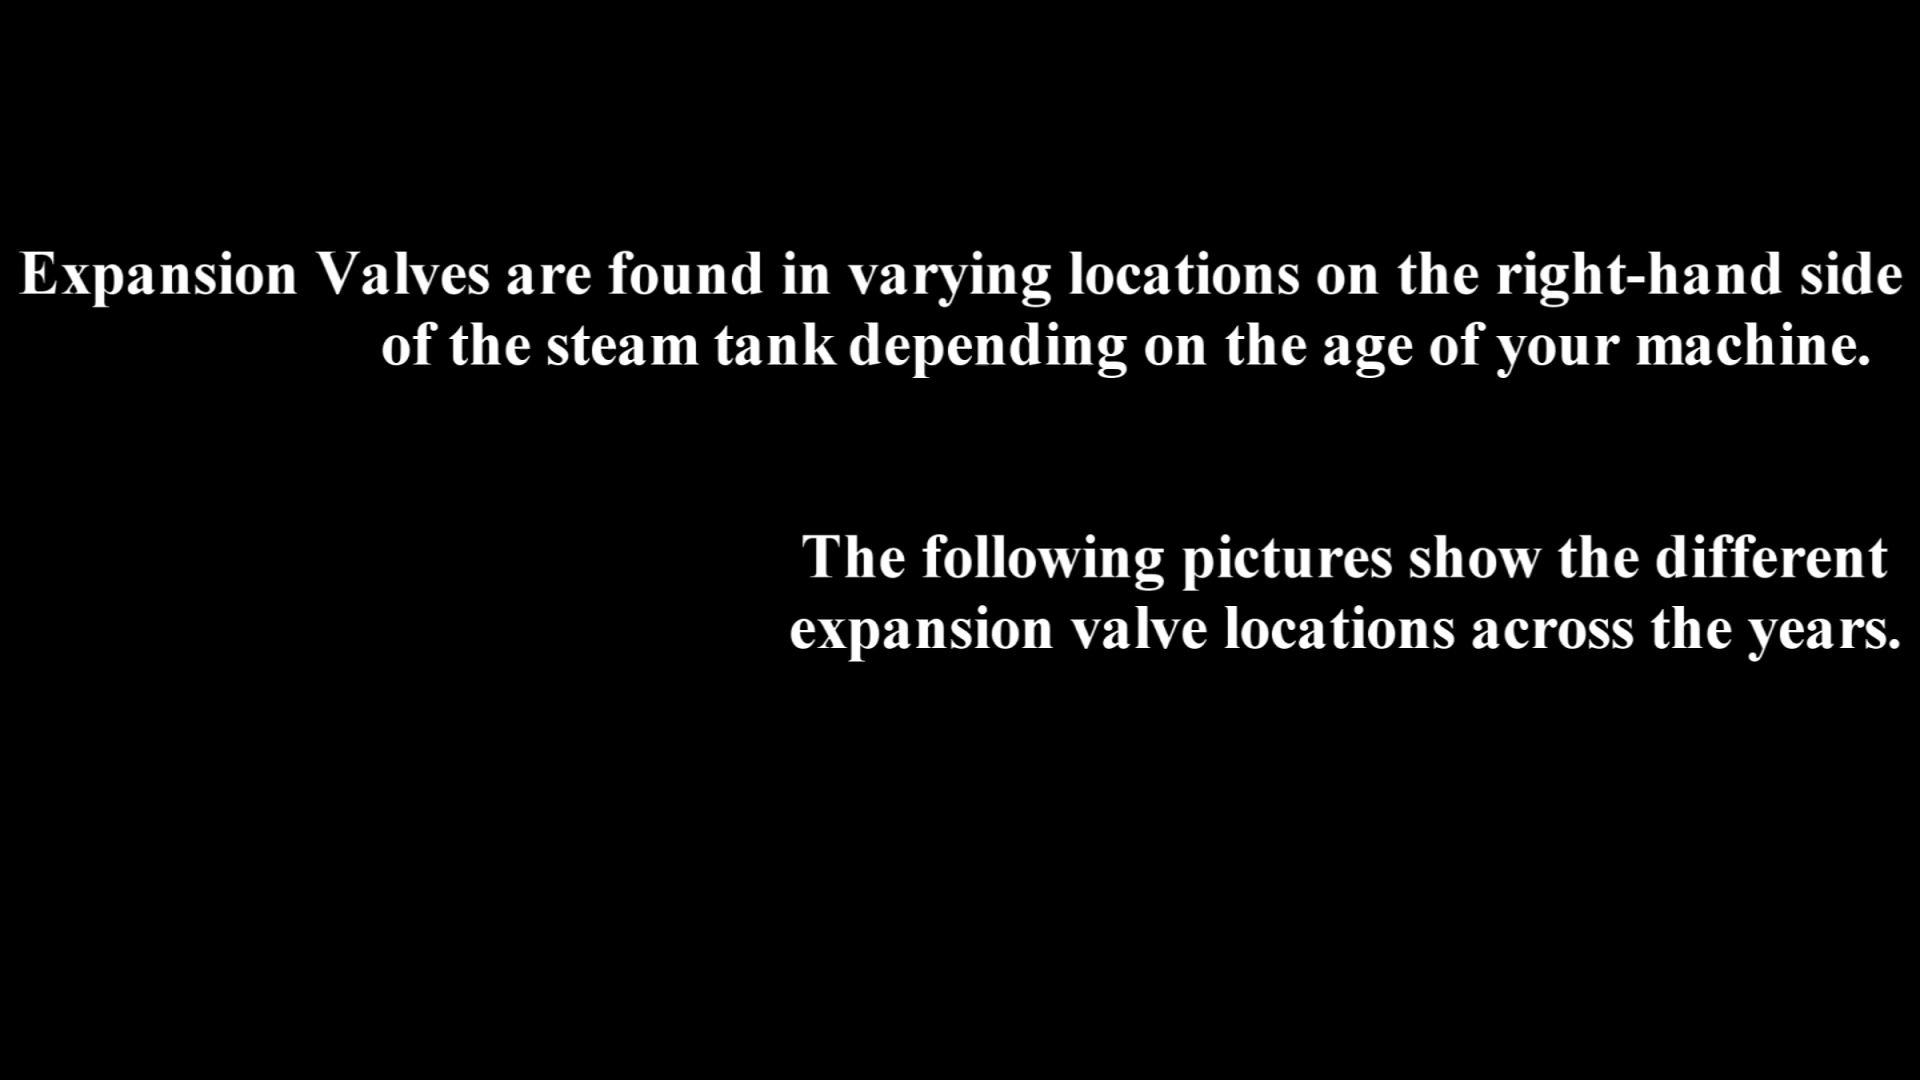 Expansion Valves are found in varying locations on the right-hand side
of the steam tank depending on the age of your machine.
The following pictures show the different
expansion valve locations across the years.